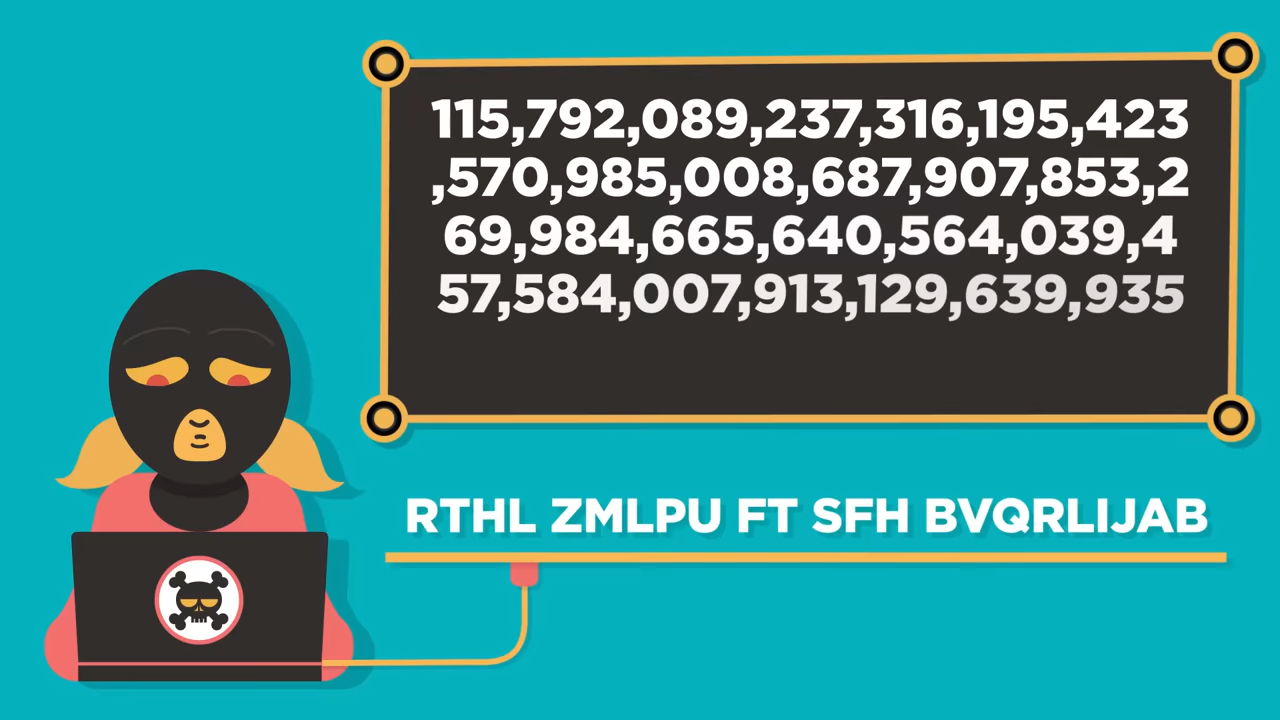 115,792,089,237,316,195,423
,570,985,008,687,907,853,2
69,984,665,640,564,039,4
57,584,007,913,129,639,935
RTHL ZMLPU FT SFH BVQRLIJAB